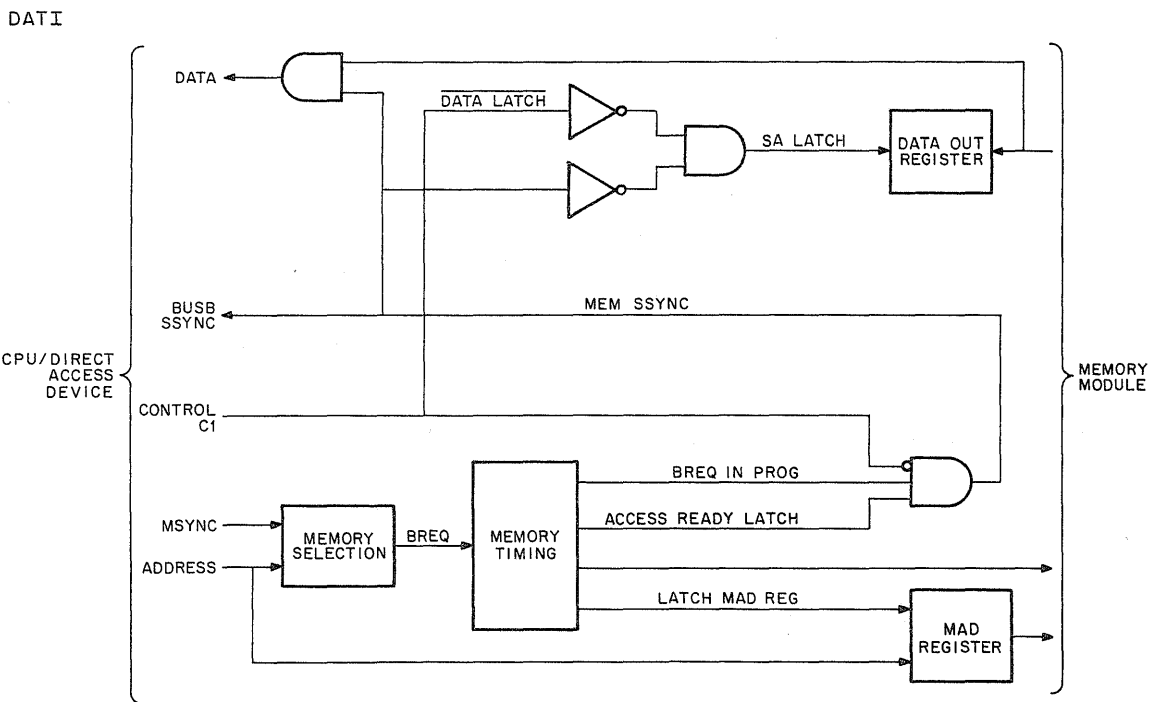 DATI
DATA
DATA LATCH
SA LATCH
DATA OUT
REGISTER
BUSB
SSYNC
MEM SSYNC
CPU/DIRECT
ACCESS
DEVICE
MEMORY
MODULE
CONTROL
C1
BREQ IN PROG
MSYNC
MEMORY
SELECTION
BREQ
MEMORY
TIMING
ACCESS READY LATCH
ADDRESS
LATCH MAD REG
MAD
REGISTER